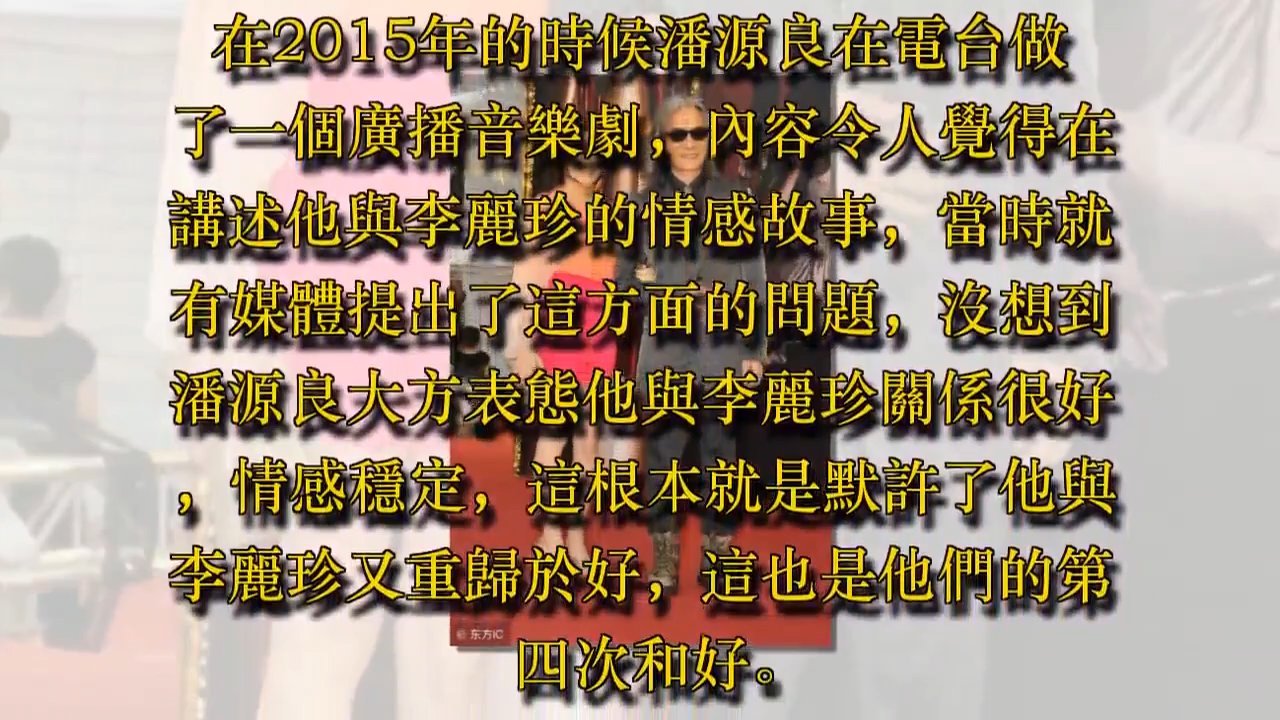 在2015年的時候潘源良在電台做
了一個廣播音樂劇，內容令人覺得在
講述他與李麗珍的情感故事，當時就
有媒體提出了這方面的問題，沒想到
潘源良大方表態他與李麗珍關係很好
，情感穩定，這根本就是默許了他與
李麗珍又重歸於好，這也是他們的第
四次和好。
© 东方IC